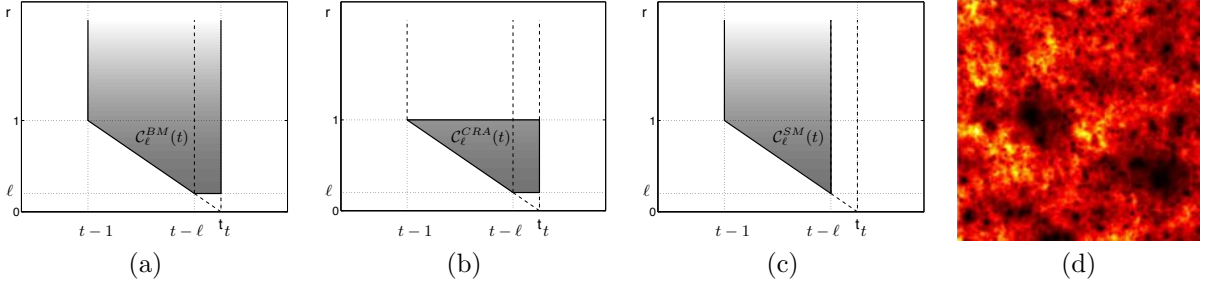 r
1
𝒞_ℓ^{BM}(t)
ℓ
0
t
t − 1
t − ℓ
t
(a)
r
1
𝒞_ℓ^{CRA}(t)
ℓ
0
t
t − 1
t − ℓ
t
(b)
r
1
𝒞_ℓ^{SM}(t)
ℓ
0
t
t − 1
t − ℓ
t
(c)
(d)